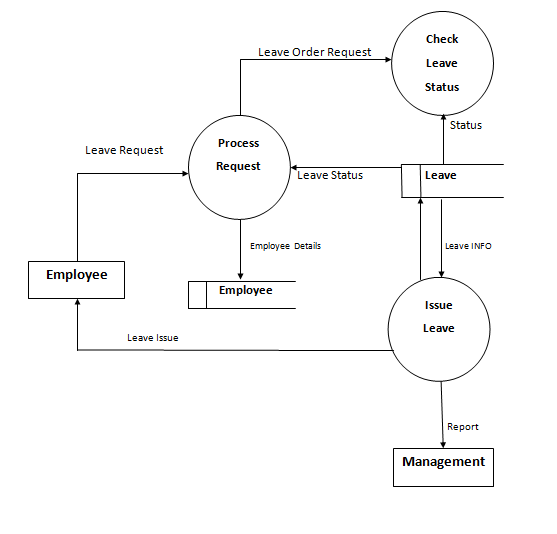 Leave Order Request
Check
Leave
Status
Status
Process
Request
Leave Request
Leave Status
Leave
Employee Details
Leave INFO
Employee
Employee
Issue
Leave
Leave Issue
Report
Management